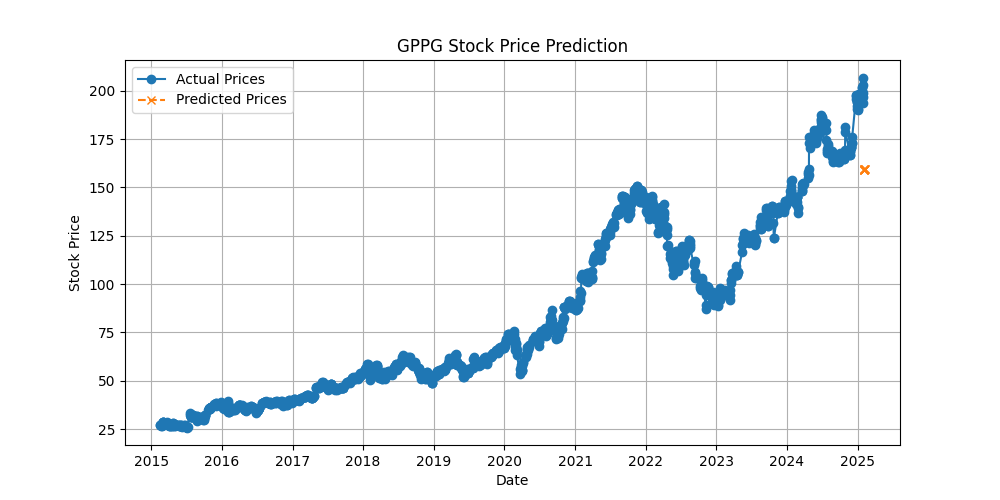 GPPG Stock Price Prediction
Actual Prices
Predicted Prices
Stock Price
200
175
150
125
100
75
50
25
2015 2016 2017 2018 2019 2020 2021 2022 2023 2024 2025
Date